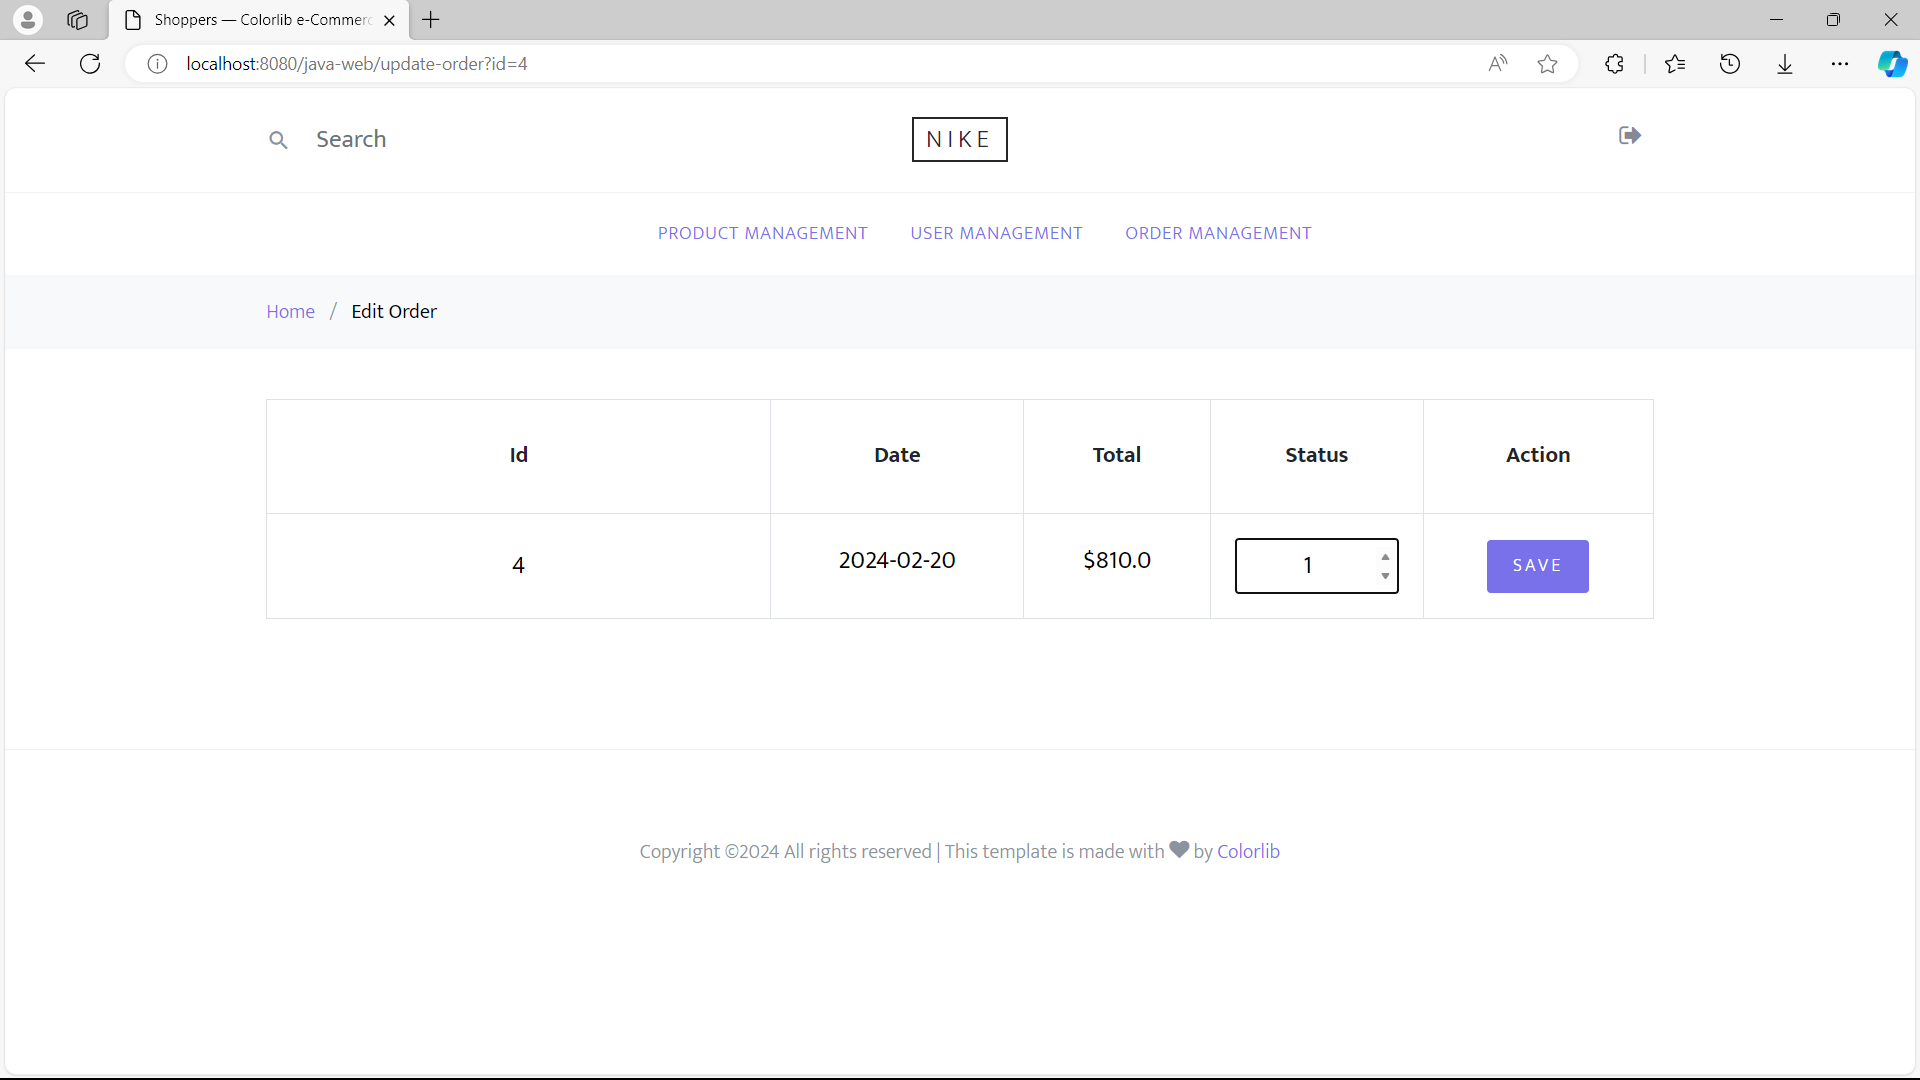 Shoppers — Colorlib e-Commerc
localhost:8080/java-web/update-order?id=4
Search
NIKE
PRODUCT MANAGEMENT USER MANAGEMENT ORDER MANAGEMENT
Home / Edit Order
Id Date Total Status Action
4 2024-02-20 $810.0 1 SAVE
Copyright ©2024 All rights reserved | This template is made with by Colorlib